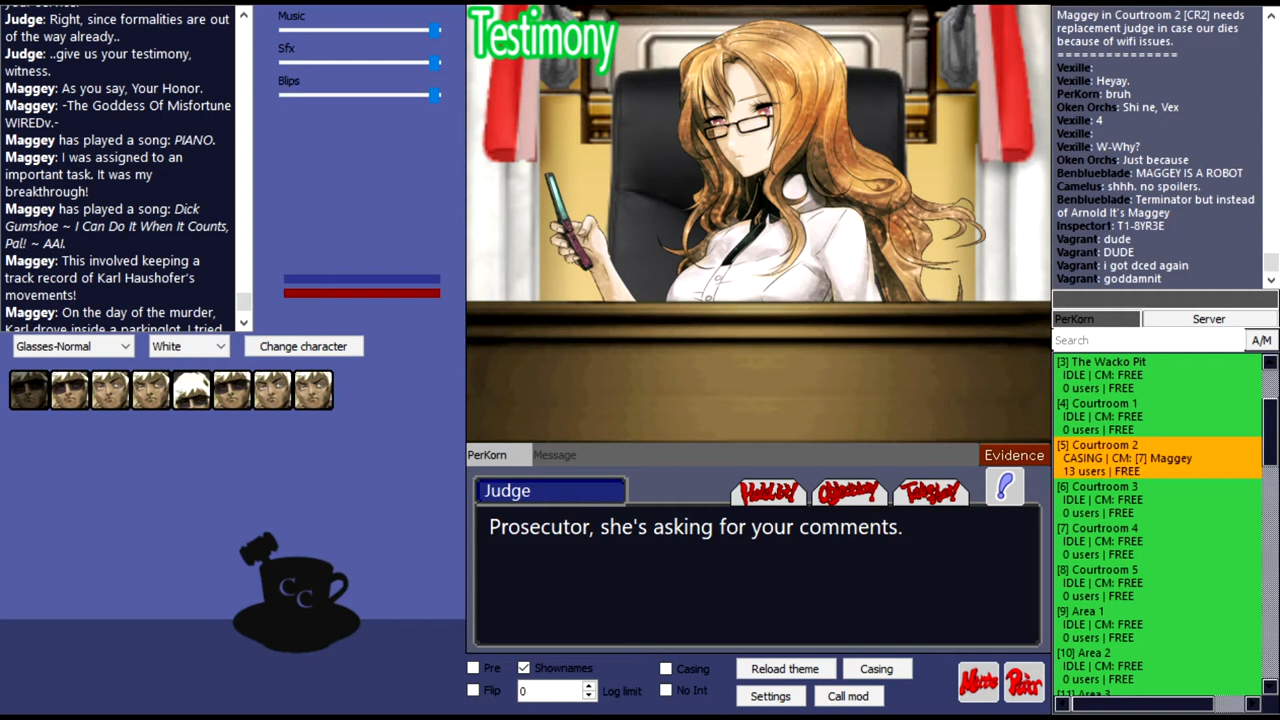 Judge: Right, since formalities are out
of the way already..
Judge: ..give us your testimony,
witness.
Maggey: As you say, Your Honor.
Maggey: -The Goddess Of Misfortune
WIREDv.-
Maggey has played a song: PIANO.
Maggey: I was assigned to an
important task. It was my
breakthrough!
Maggey has played a song: Dick
Gumshoe ~ I Can Do It When It Counts,
Pal! ~ AAI.
Maggey: This involved keeping a
track record of Karl Haushofer's
movements!
Maggey: On the day of the murder,
Karl drove inside a parkinglot. I tried
Glasses-Normal
White
Change character
Music
Sfx
Blips
C C
Testimony
PerKorn
Message
Evidence
Judge
Hold it!
Objection!
Take that!
Prosecutor, she's asking for your comments.
Pre
Shownames
Casing
Reload theme
Casing
Flip
0
Log limit
No Int
Settings
Call mod
Mute
Pair
Maggey in Courtroom 2 [CR2] needs
replacement judge in case our dies
because of wifi issues.
===============
Vexille:
Vexille: Heyay.
PerKorn: bruh
Oken Orchs: Shi ne, Vex
Vexille: 4
Vexille:
Vexille: W-Why?
Oken Orchs: Just because
Benblueblade: MAGGEY IS A ROBOT
Camelus: shhh. no spoilers.
Benblueblade: Terminator but instead
of Arnold It's Maggey
Inspector1: T1-8YR3E
Vagrant: dude
Vagrant: DUDE
Vagrant: i got dced again
Vagrant: goddamnit
PerKorn
Server
Search
A/M
[3] The Wacko Pit
IDLE | CM: FREE
0 users | FREE
[4] Courtroom 1
IDLE | CM: FREE
0 users | FREE
[5] Courtroom 2
CASING | CM: [7] Maggey
13 users | FREE
[6] Courtroom 3
IDLE | CM: FREE
0 users | FREE
[7] Courtroom 4
IDLE | CM: FREE
0 users | FREE
[8] Courtroom 5
IDLE | CM: FREE
0 users | FREE
[9] Area 1
IDLE | CM: FREE
0 users | FREE
[10] Area 2
IDLE | CM: FREE
0 users | FREE
[11] Area 3